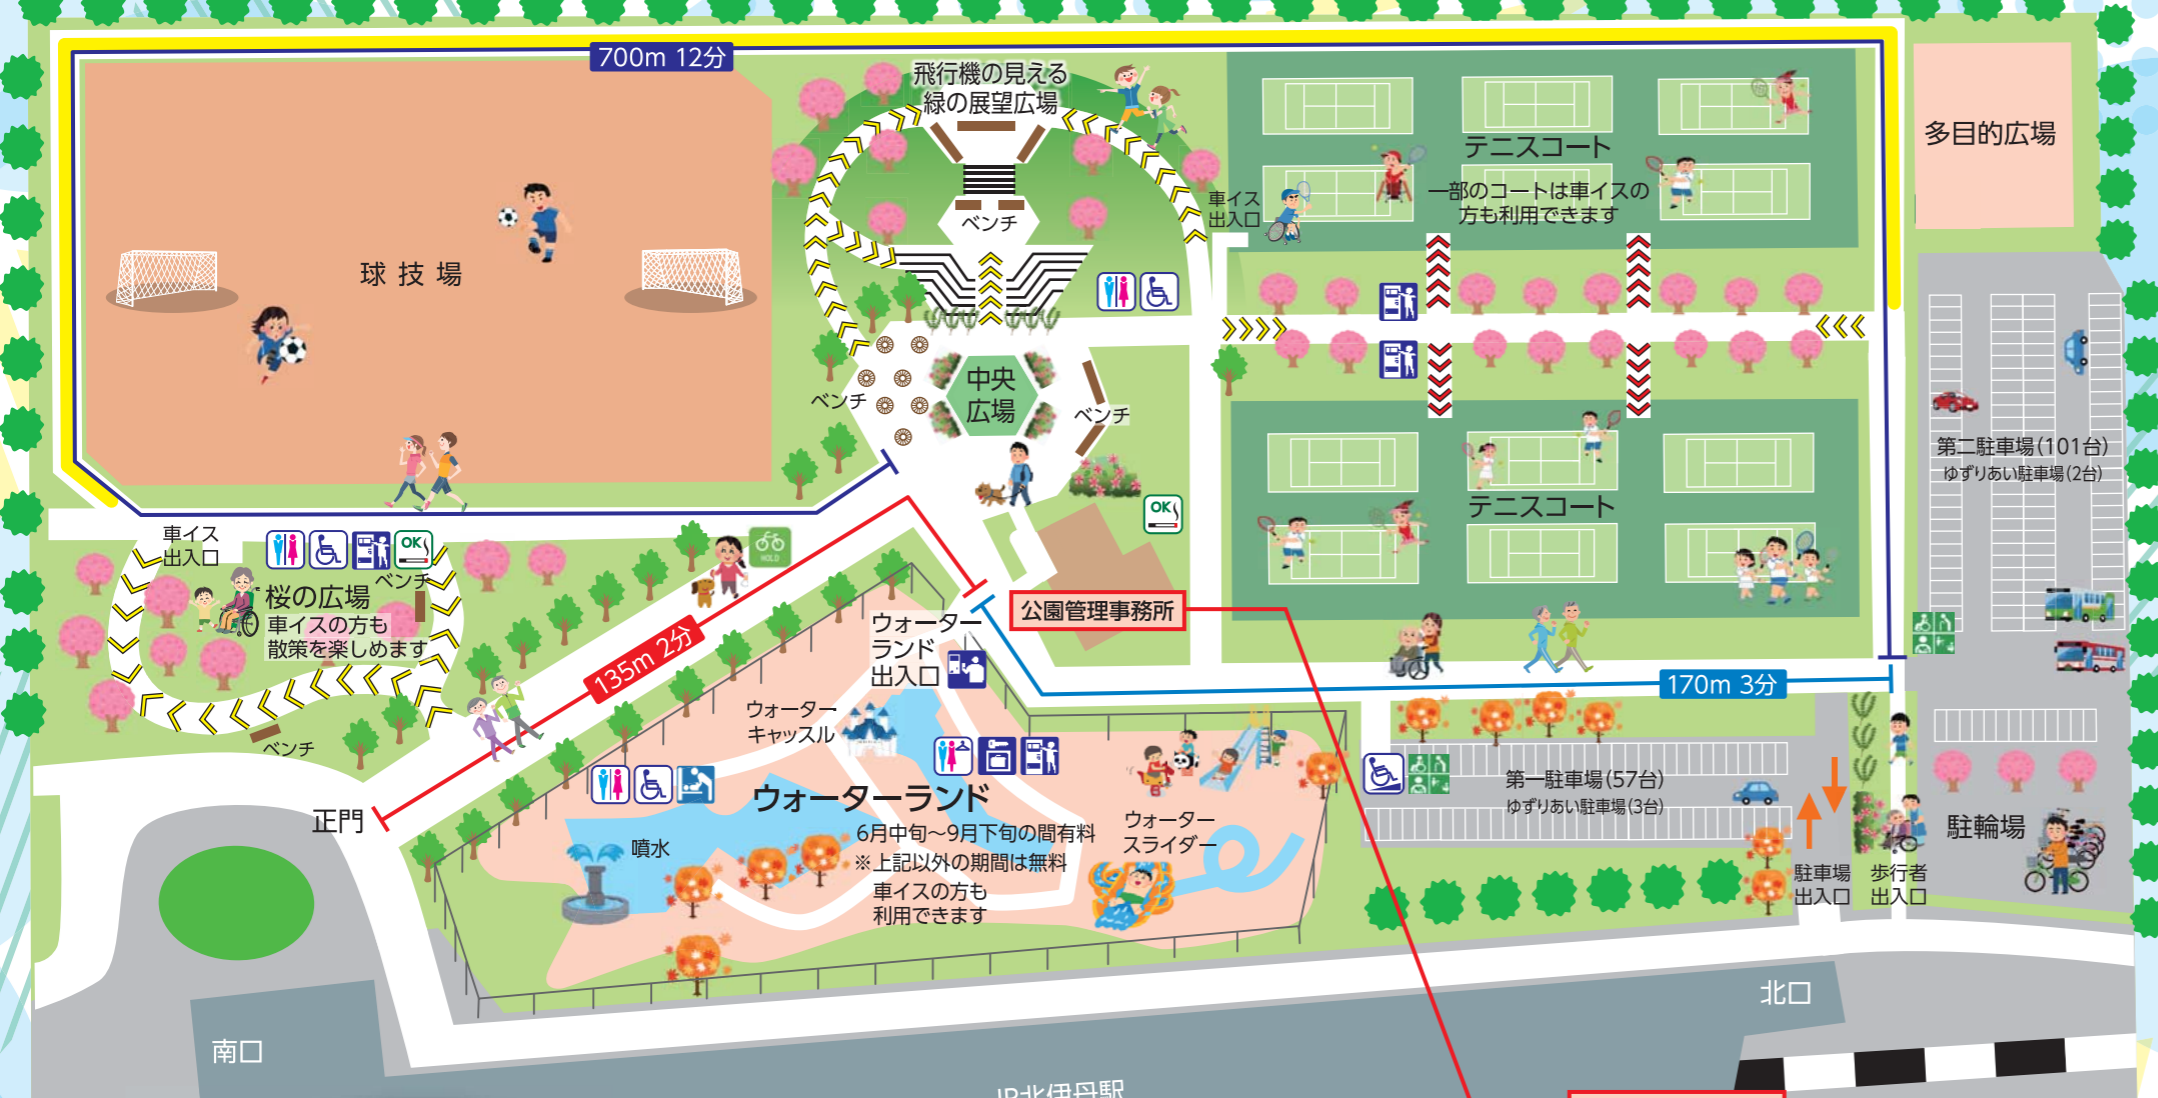 700m 12分
飛行機の見える
緑の展望広場
ベンチ
球技場
車イス
出入口
テニスコート
一部のコートは車イスの
方も利用できます
多目的広場
中央
広場
ベンチ
ベンチ
OK
テニスコート
第二駐車場(101台)
ゆずりあい駐車場(2台)
車イス
出入口
OK
ベンチ
桜の広場
車イスの方も
散策を楽しめます
ベンチ
HOLD
135m 2分
公園管理事務所
ウォーター
ランド
出入口
170m 3分
ウォーター
キャッスル
ウォーターランド
6月中旬～9月下旬の間有料
※上記以外の期間は無料
車イスの方も
利用できます
噴水
ウォーター
スライダー
第一駐車場(57台)
ゆずりあい駐車場(3台)
駐車場
出入口
歩行者
出入口
駐輪場
正門
南口
北口
JR北伊丹駅